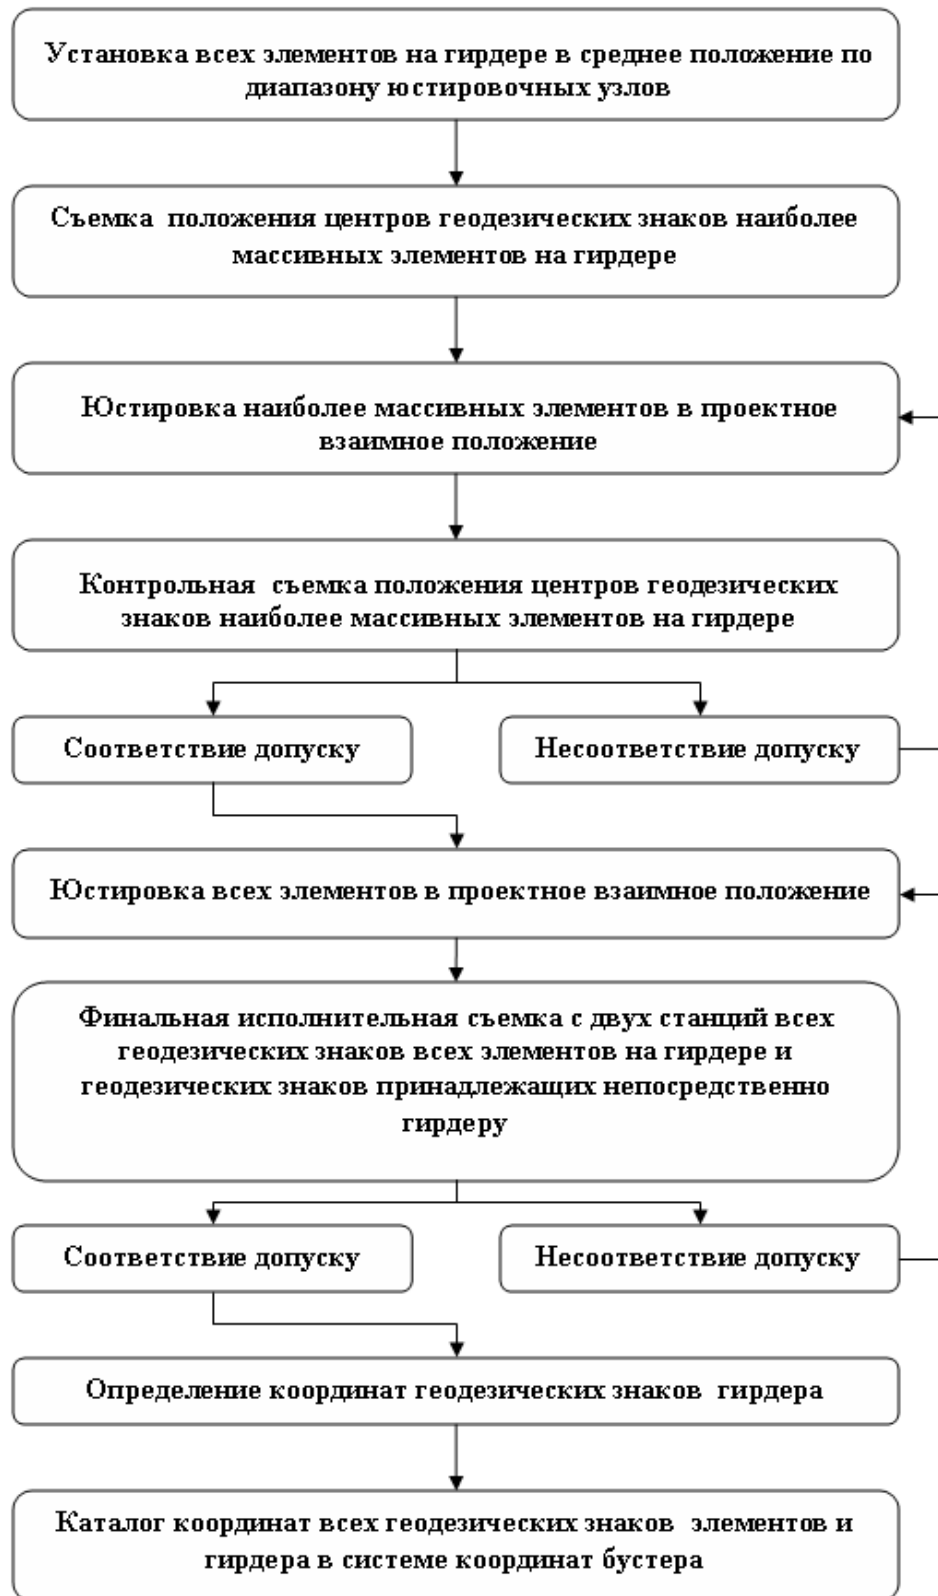 Установка всех элементов на гирдере в среднее положение по
диапазону юстировочных узлов
Съемка положения центров геодезических знаков наиболее
массивных элементов на гирдере
Юстировка наиболее массивных элементов в проектное
взаимное положение
Контрольная съемка положения центров геодезических
знаков наиболее массивных элементов на гирдере
Соответствие допуску
Несоответствие допуску
Юстировка всех элементов в проектное взаимное положение
Финальная исполнительная съемка с двух станций всех
геодезических знаков всех элементов на гирдере и
геодезических знаков принадлежащих непосредственно
гирдеру
Соответствие допуску
Несоответствие допуску
Определение координат геодезических знаков гирдера
Каталог координат всех геодезических знаков элементов и
гирдера в системе координат бустера